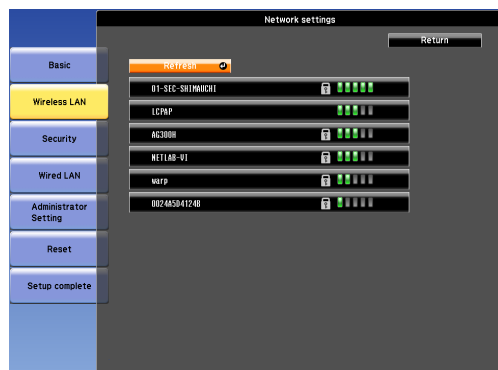 Network settings
Return
Basic
Wireless LAN
Security
Wired LAN
Administrator
Setting
Reset
Setup complete
Refresh
01-SEC-SHIMAUCHI
LCPAP
AG300H
NETLAB-VI
warp
0024A5D4124B